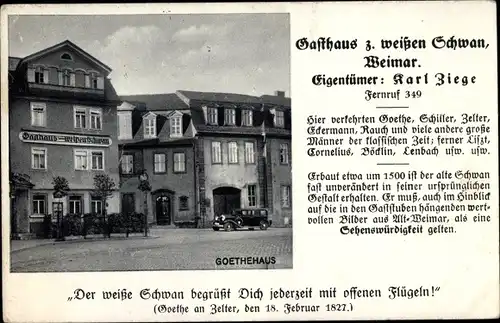 Gasthaus z. weißen Schwan,
Weimar.
Eigentümer: Karl Ziege
Fernruf 349
Hier verkehrten Goethe, Schiller, Zelter,
Eckermann, Rauch und viele andere große
Männer der klassischen Zeit; ferner Liszt,
Cornelius, Böcklin, Lenbach usw. usw.
Erbaut etwa um 1500 ist der alte Schwan
fast unverändert in seiner ursprünglichen
Gestalt erhalten. Er muß, auch im Hinblick
auf die in den Gaststuben hängenden wert-
vollen Bilder aus Alt-Weimar, als eine
Sehenswürdigkeit gelten.
Gasthaus zum weißen Schwan
GOETHEHAUS
„Der weiße Schwan begrüßt Dich jederzeit mit offenen Flügeln!"
(Goethe an Zelter, den 18. Februar 1827.)